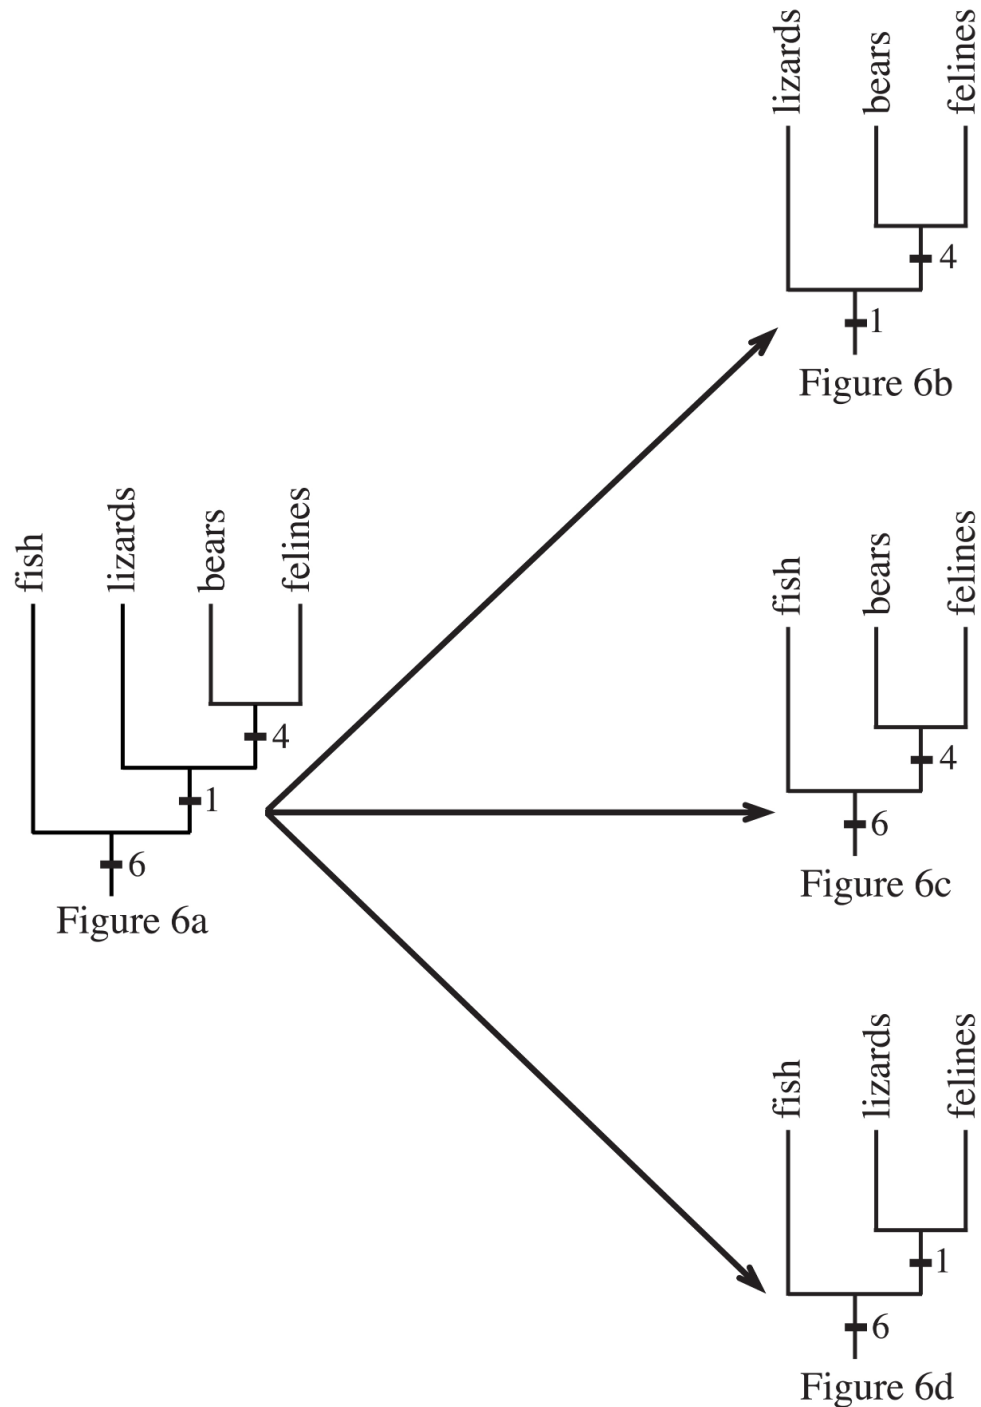 fish
lizards
bears
felines
4
1
6
Figure 6a
lizards
bears
felines
4
1
Figure 6b
fish
bears
felines
4
6
Figure 6c
fish
lizards
felines
1
6
Figure 6d